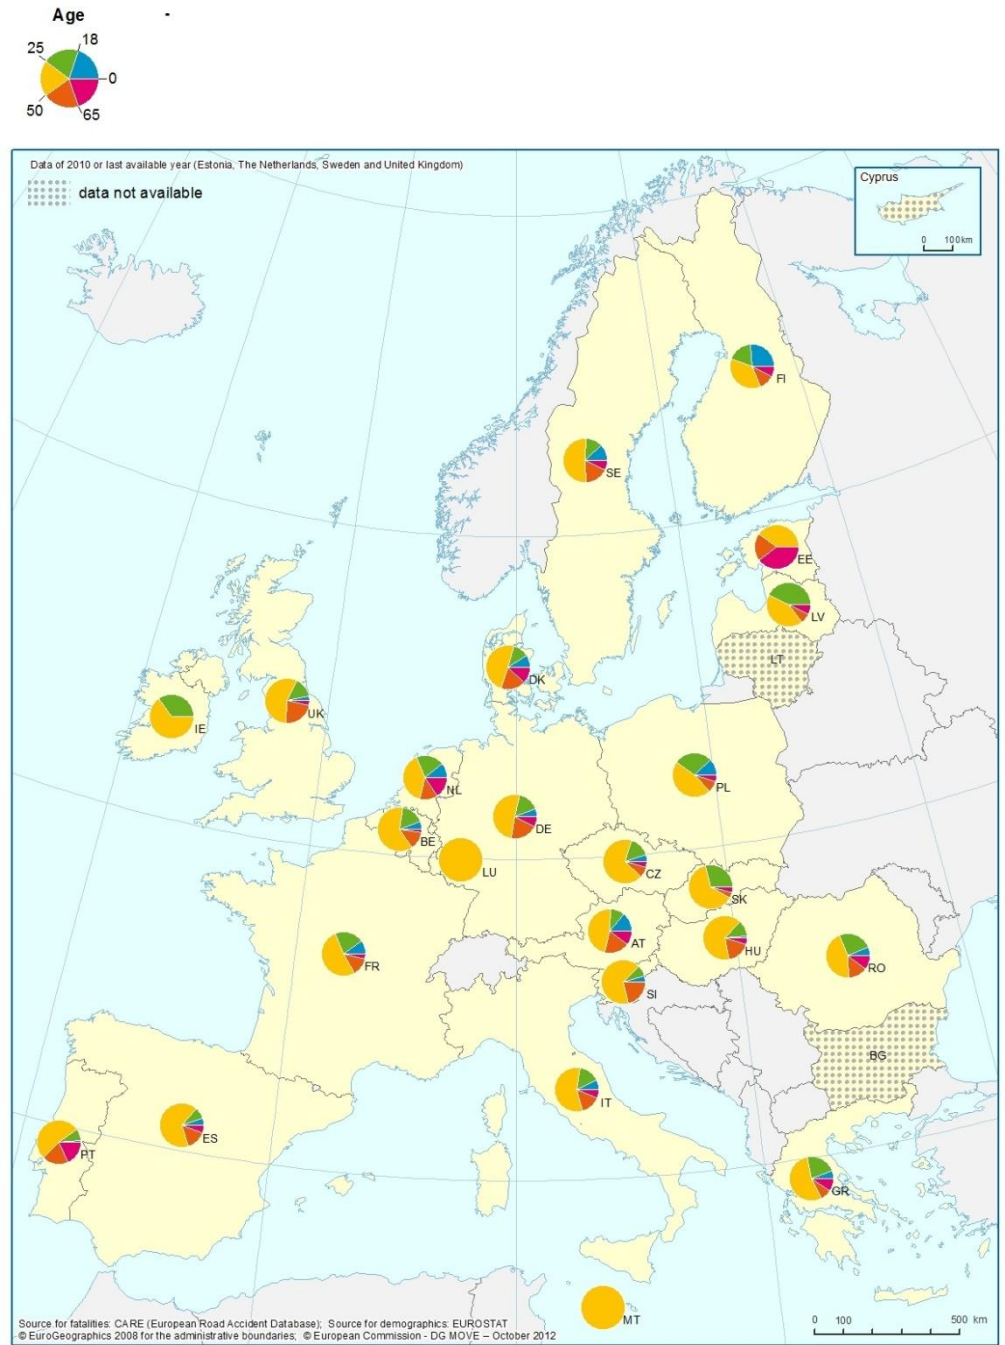 Age -
25
18
0
50
65
Data of 2010 or last available year (Estonia, The Netherlands, Sweden and United Kingdom)
data not available
Cyprus
0 100 km
FI
SE
EE
LV
LT
DK
IE
UK
NL
PL
BE
DE
LU
CZ
SK
AT
HU
FR
SI
RO
BG
IT
ES
PT
GR
MT
Source for fatalities: CARE (European Road Accident Database); Source for demographics: EUROSTAT
© EuroGeographics 2008 for the administrative boundaries; © European Commission - DG MOVE – October 2012
0 100 500 km